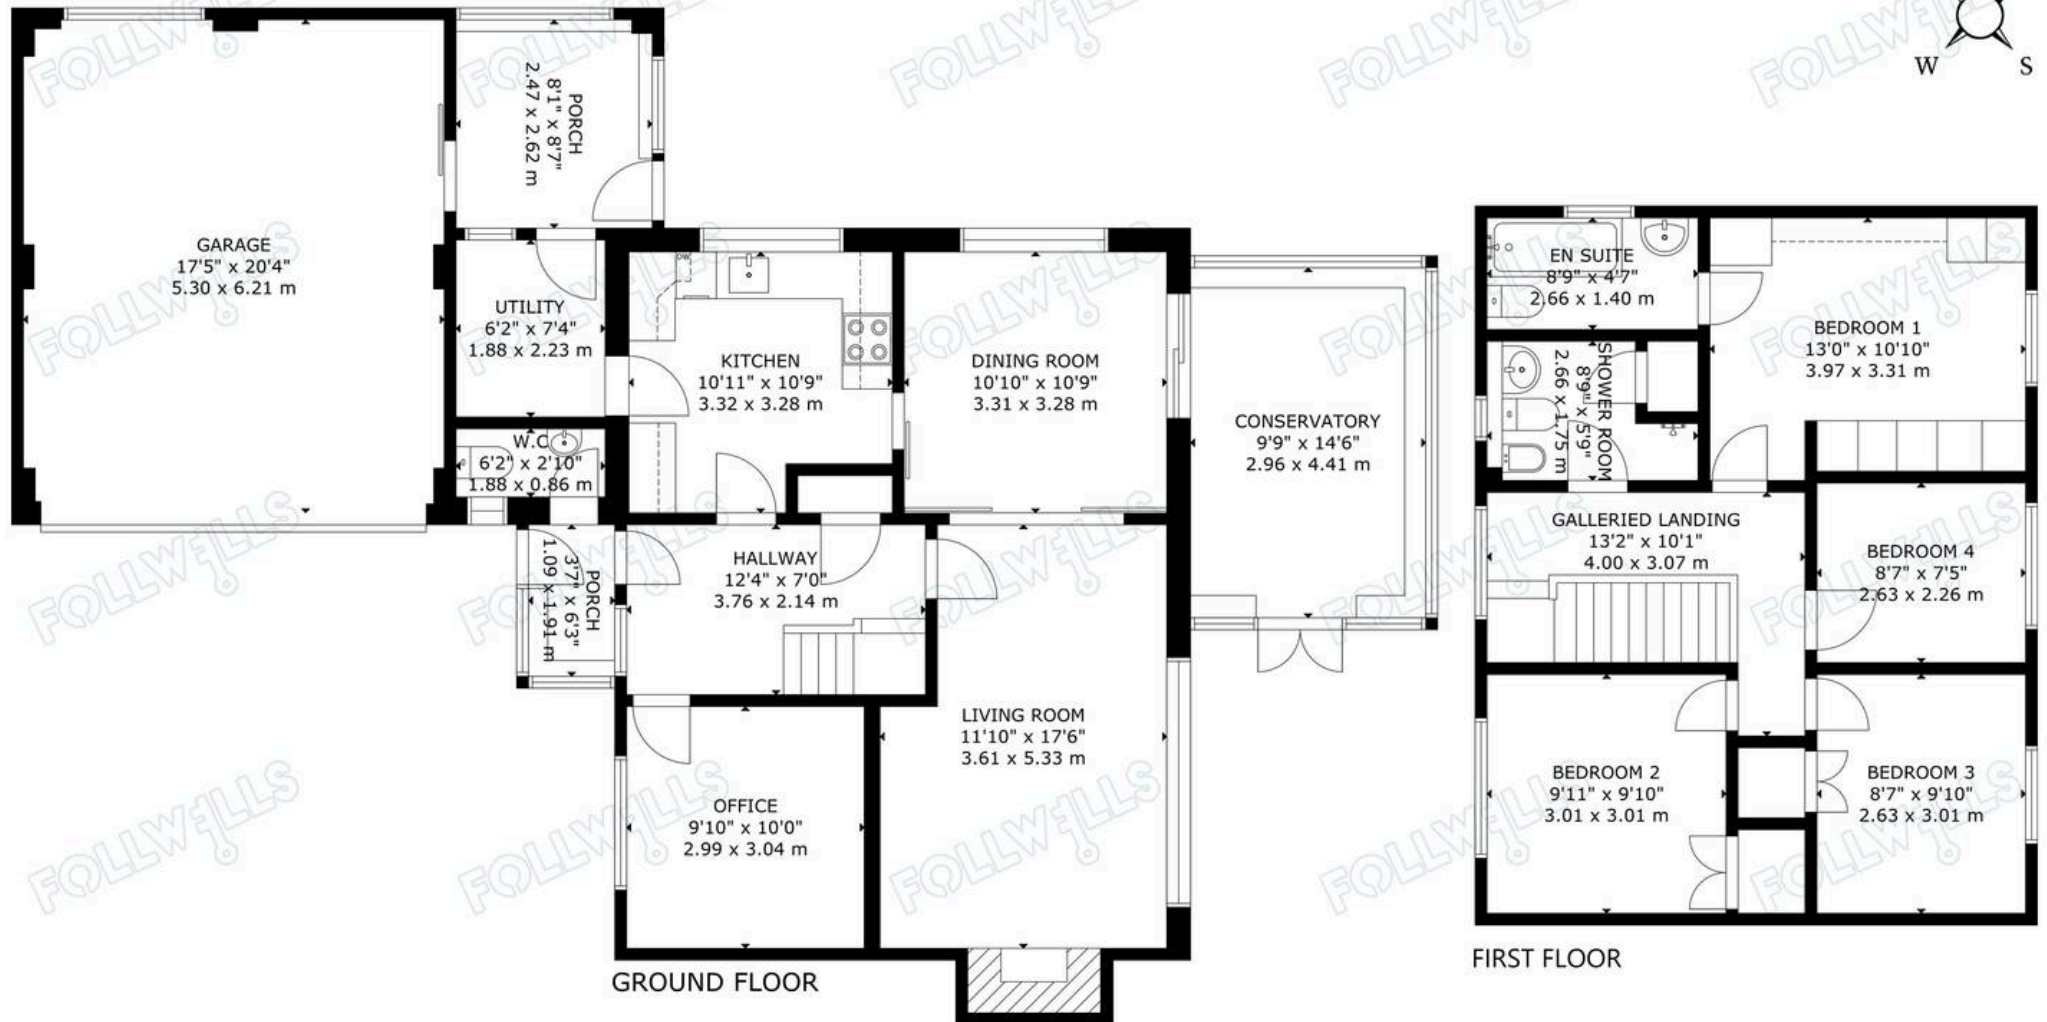 FOLLWELLS
W
S
PORCH
8'1" x 8'7"
2.47 x 2.62 m
GARAGE
17'5" x 20'4"
5.30 x 6.21 m
UTILITY
6'2" x 7'4"
1.88 x 2.23 m
DW
KITCHEN
10'11" x 10'9"
3.32 x 3.28 m
DINING ROOM
10'10" x 10'9"
3.31 x 3.28 m
CONSERVATORY
9'9" x 14'6"
2.96 x 4.41 m
W.C
6'2" x 2'10"
1.88 x 0.86 m
PORCH
3'7" x 6'3"
1.09 x 1.91 m
HALLWAY
12'4" x 7'0"
3.76 x 2.14 m
LIVING ROOM
11'10" x 17'6"
3.61 x 5.33 m
OFFICE
9'10" x 10'0"
2.99 x 3.04 m
GROUND FLOOR
EN SUITE
8'9" x 4'7"
2.66 x 1.40 m
BEDROOM 1
13'0" x 10'10"
3.97 x 3.31 m
SHOWER ROOM
8'9" x 5'9"
2.66 x 1.75 m
GALLERIED LANDING
13'2" x 10'1"
4.00 x 3.07 m
BEDROOM 4
8'7" x 7'5"
2.63 x 2.26 m
BEDROOM 2
9'11" x 9'10"
3.01 x 3.01 m
BEDROOM 3
8'7" x 9'10"
2.63 x 3.01 m
FIRST FLOOR